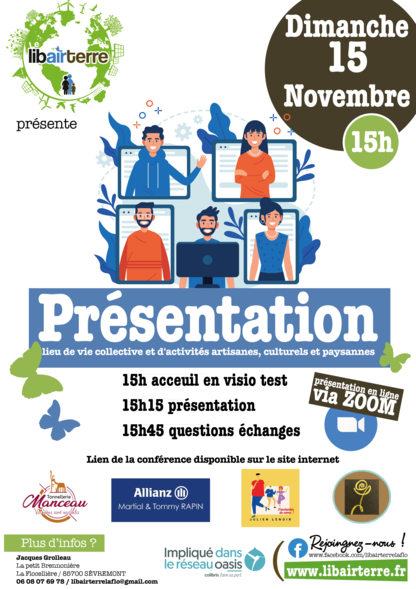 libairterre
présente
Dimanche
15
Novembre
15h
Présentation
lieu de vie collective et d'activités artisanes, culturels et paysannes
15h acceuil en visio test
15h15 présentation
15h45 questions échanges
présentation en ligne
via ZOOM
Lien de la conférence disponible sur le site internet
Tonnellerie
Manceau
Allianz
Martial & Tommy RAPIN
JULIEN LENOIR
Plus d'infos ?
Jacques Grolleau
La petit Bremonière
La Flocellière / 85700 SÈVREMONT
06 08 07 69 78 / libairterrelaflo@gmail.com
Impliqué dans
le réseau oasis
Rejoingnez-nous !
www.facebook.com/libairterrelaflo
www.libairterre.fr